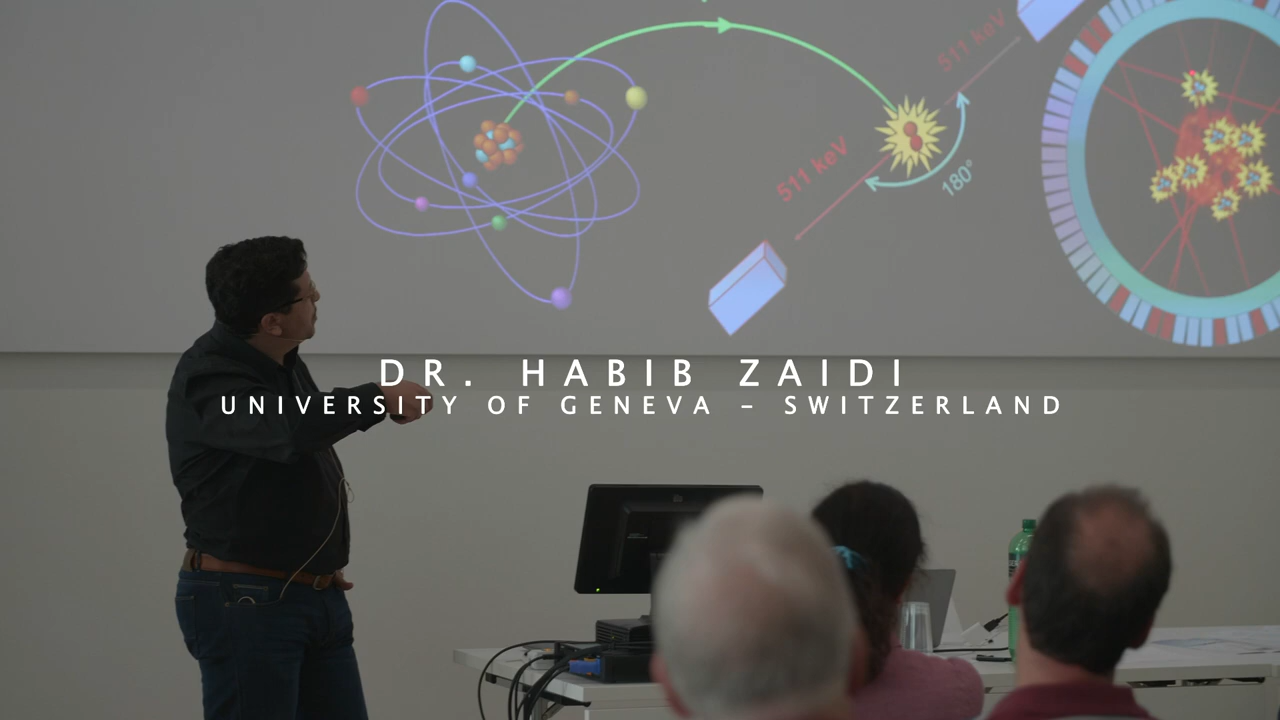 511 keV
511 keV
180°
DR. HABIB ZAIDI
UNIVERSITY OF GENEVA – SWITZERLAND